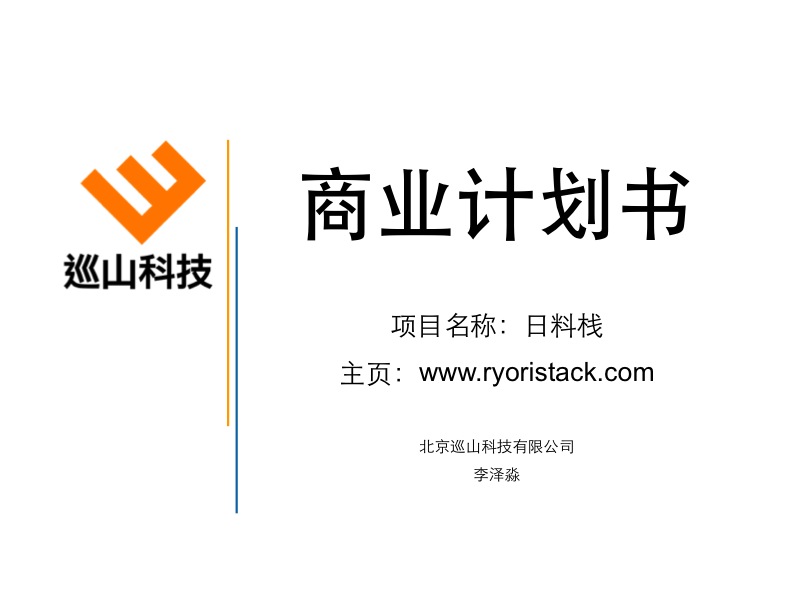 巡山科技
商业计划书
项目名称：日料栈
主页：www.ryoristack.com
北京巡山科技有限公司
李泽淼